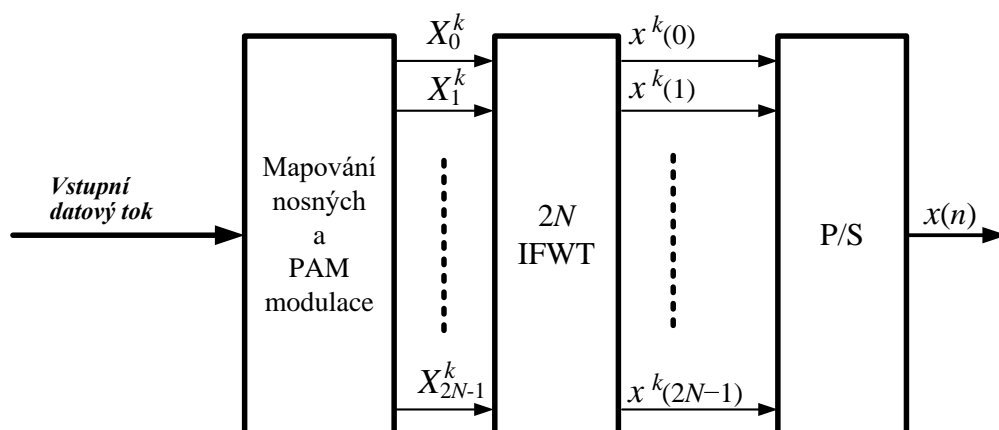 X_0^k
x^k(0)
X_1^k
x^k(1)
Vstupní
datový tok
Mapování
nosných
a
PAM
modulace
2N
IFWT
P/S
x(n)
X_{2N-1}^k
x^k(2N−1)